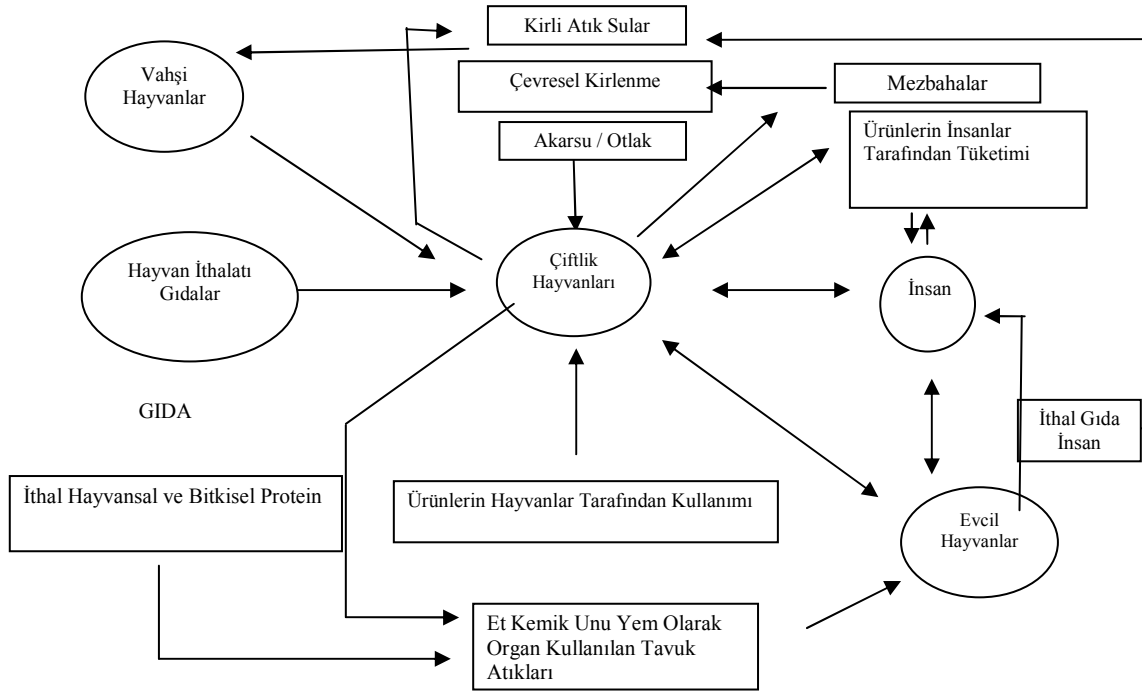 Kirli Atık Sular
Vahşi
Hayvanlar
Çevresel Kirlenme
Mezbahalar
Akarsu / Otlak
Ürünlerin İnsanlar
Tarafından Tüketimi
Hayvan İthalatı
Gıdalar
Çiftlik
Hayvanları
İnsan
GIDA
İthal Gıda
İnsan
İthal Hayvansal ve Bitkisel Protein
Ürünlerin Hayvanlar Tarafından Kullanımı
Evcil
Hayvanlar
Et Kemik Unu Yem Olarak
Organ Kullanılan Tavuk
Atıkları